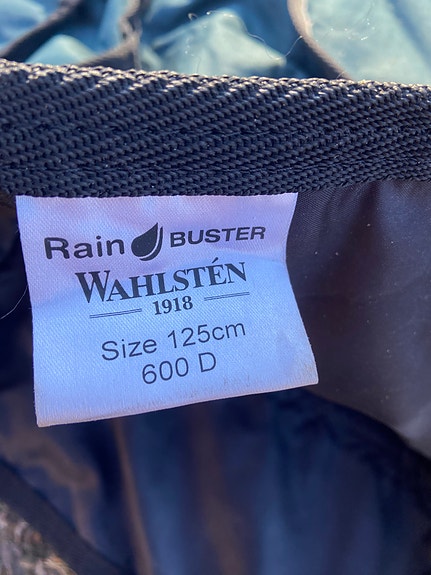 Rain BUSTER
WAHLSTÉN
1918
Size 125cm
600 D